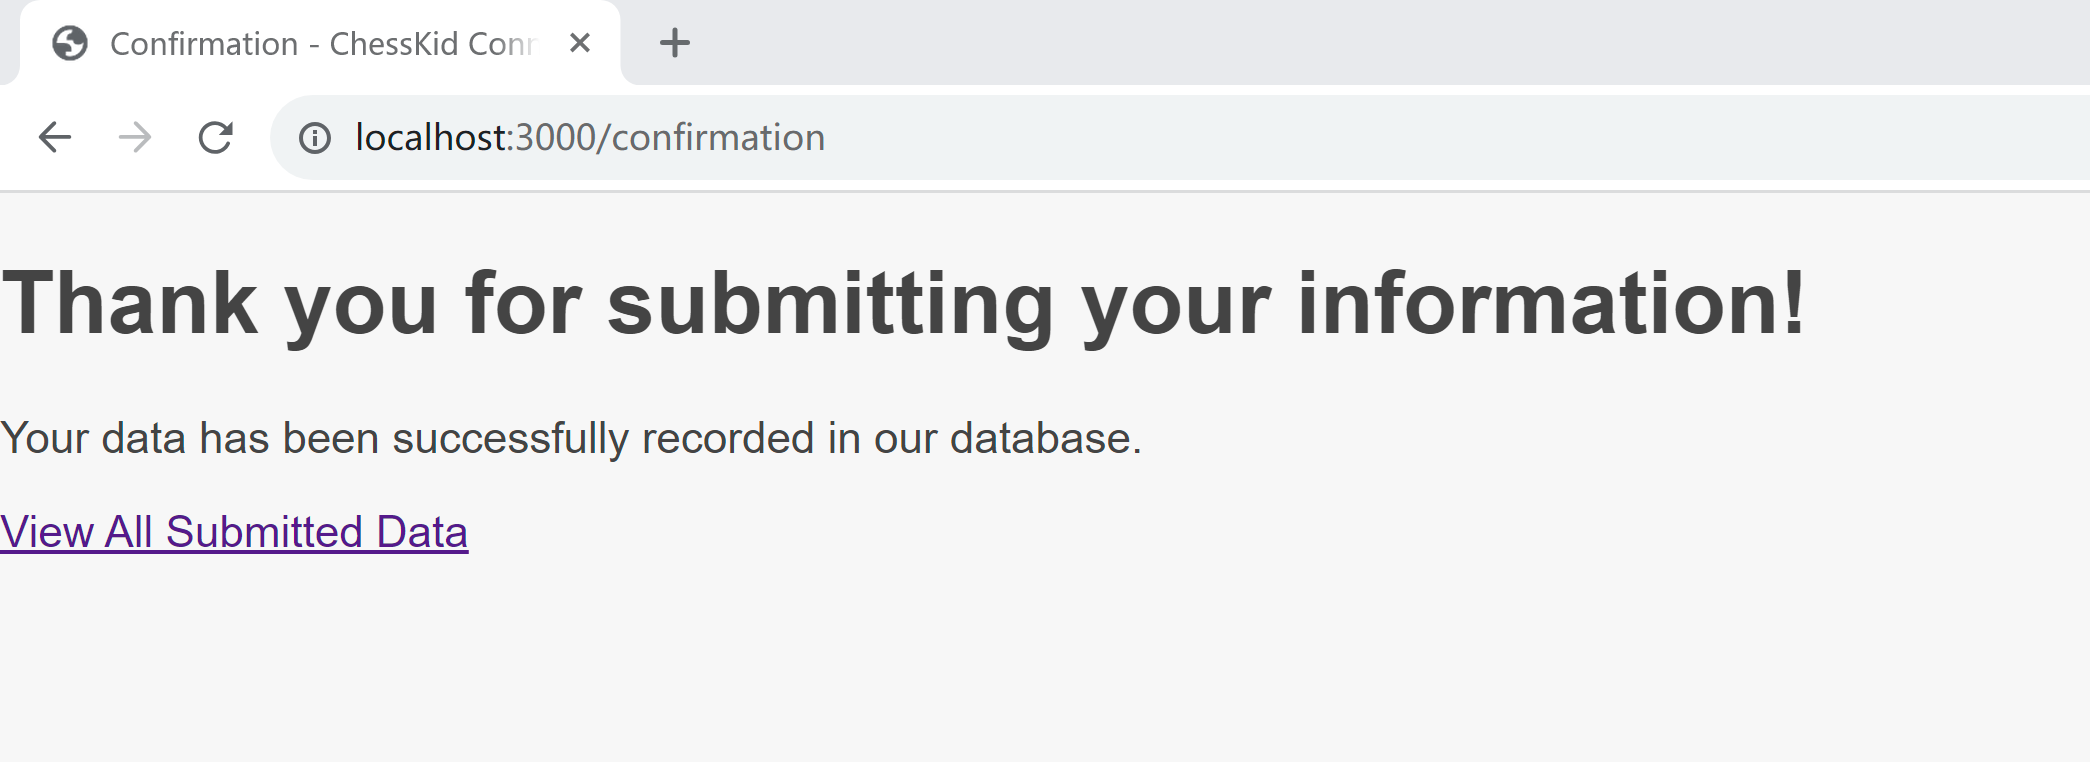 Confirmation - ChessKid Conn
localhost:3000/confirmation
Thank you for submitting your information!
Your data has been successfully recorded in our database.
View All Submitted Data